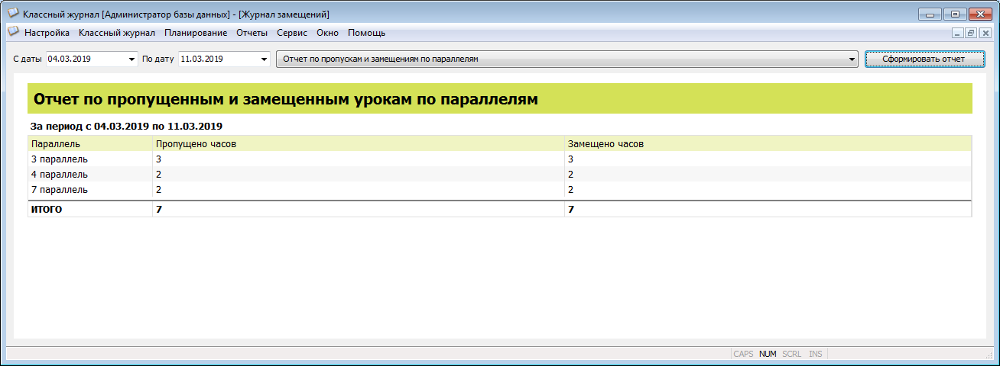 Классный журнал [Администратор базы данных] - [Журнал замещений]
Настройка Классный журнал Планирование Отчеты Сервис Окно Помощь
С даты 04.03.2019 По дату 11.03.2019 Отчет по пропускам и замещениям по параллелям Сформировать отчет
Отчет по пропущенным и замещенным урокам по параллелям
За период с 04.03.2019 по 11.03.2019
Параллель Пропущено часов Замещено часов
3 параллель 3 3
4 параллель 2 2
7 параллель 2 2
ИТОГО 7 7
CAPS NUM SCRL INS